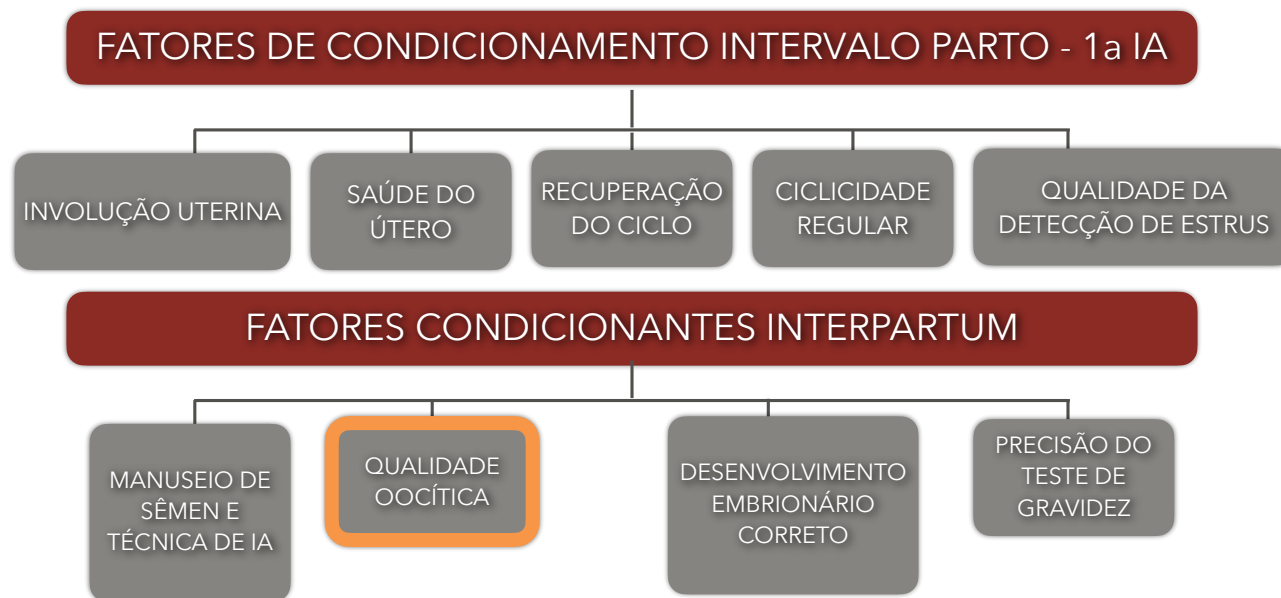 FATORES DE CONDICIONAMENTO INTERVALO PARTO - 1a IA
INVOLUÇÃO UTERINA
SAÚDE DO
ÚTERO
RECUPERAÇÃO
DO CICLO
CICLICIDADE
REGULAR
QUALIDADE DA
DETECÇÃO DE ESTRUS
FATORES CONDICIONANTES INTERPARTUM
MANUSEIO DE
SÊMEN E
TÉCNICA DE IA
QUALIDADE
OOCÍTICA
DESENVOLVIMENTO
EMBRIONÁRIO
CORRETO
PRECISÃO DO
TESTE DE
GRAVIDEZ